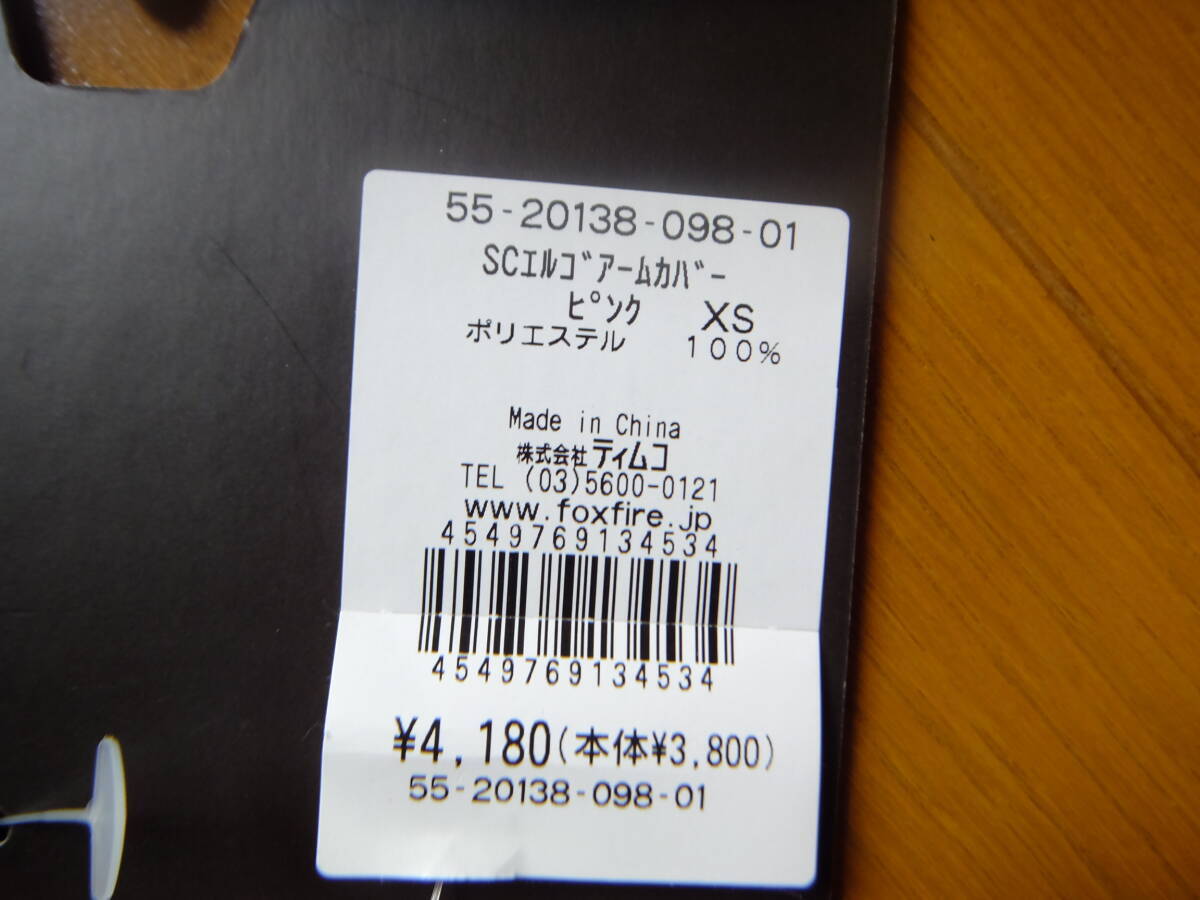 55-20138-098-01
SCｴﾙｺﾞｱｰﾑｶﾊﾞｰ
ﾋﾟﾝｸ XS
ポリエステル 100%
Made in China
株式会社ティムコ
TEL (03)5600-0121
www.foxfire.jp
4549769134534
4549769134534
¥4,180(本体¥3,800)
55-20138-098-01